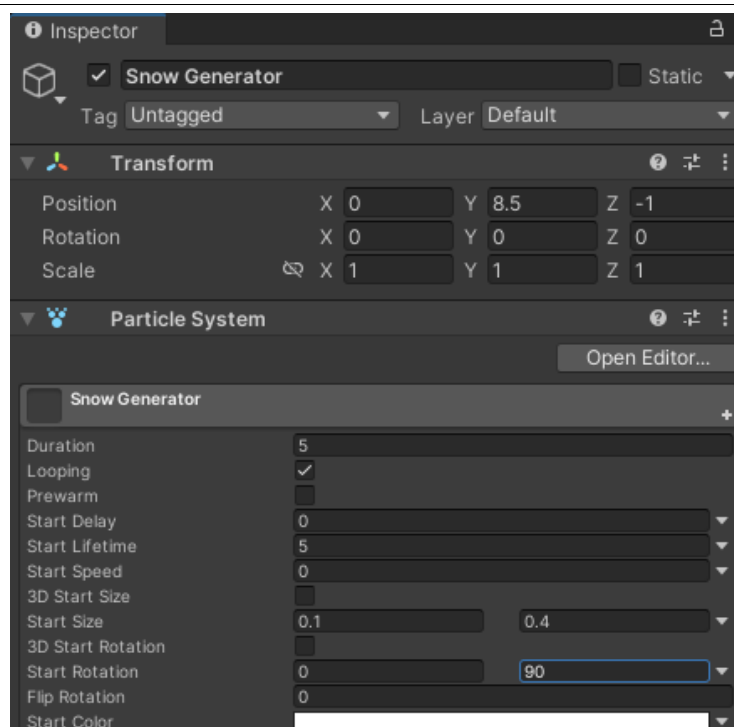 Inspector
Snow Generator Static
Tag Untagged Layer Default
Transform
Position X 0 Y 8.5 Z -1
Rotation X 0 Y 0 Z 0
Scale X 1 Y 1 Z 1
Particle System
Open Editor...
Snow Generator
Duration 5
Looping
Prewarm
Start Delay 0
Start Lifetime 5
Start Speed 0
3D Start Size
Start Size 0.1 0.4
3D Start Rotation
Start Rotation 0 90
Flip Rotation 0
Start Color